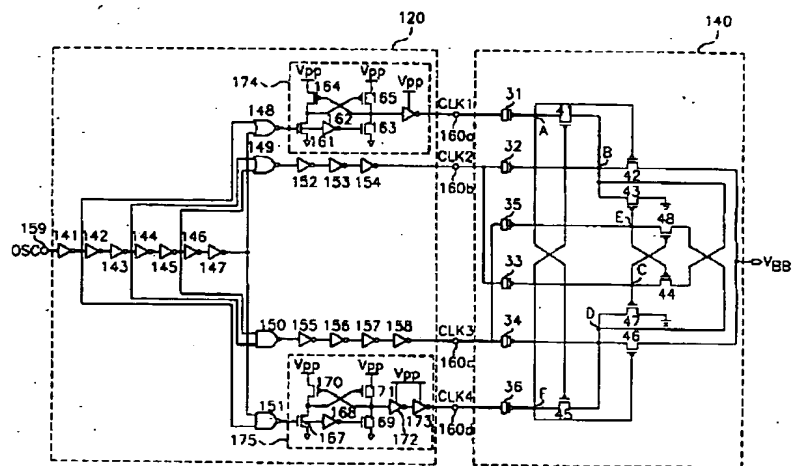 120
140
174
Vpp
Vpp
164
165
Vpp
CLK1
31
148
162
163
160a
A
41
161
149
CLK2
32
B
152
153
154
160b
42
43
35
E
48
159
141
142
144
146
OSC
143
145
147
33
C
44
VBB
D
47
150
155
156
157
158
CLK3
34
46
160c
Vpp
Vpp
170
71
Vpp
CLK4
36
151
168
69
F
45
175
167
172
173
160d